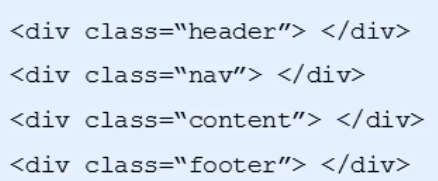 <div class=“header”> </div>
<div class=“nav”> </div>
<div class=“content”> </div>
<div class=“footer”> </div>